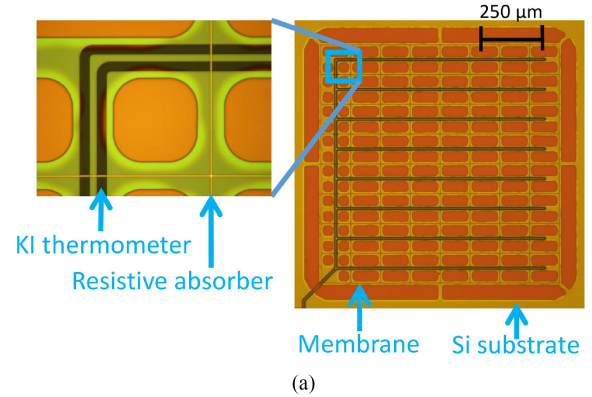 250 µm
KI thermometer
Resistive absorber
Membrane
Si substrate
(a)